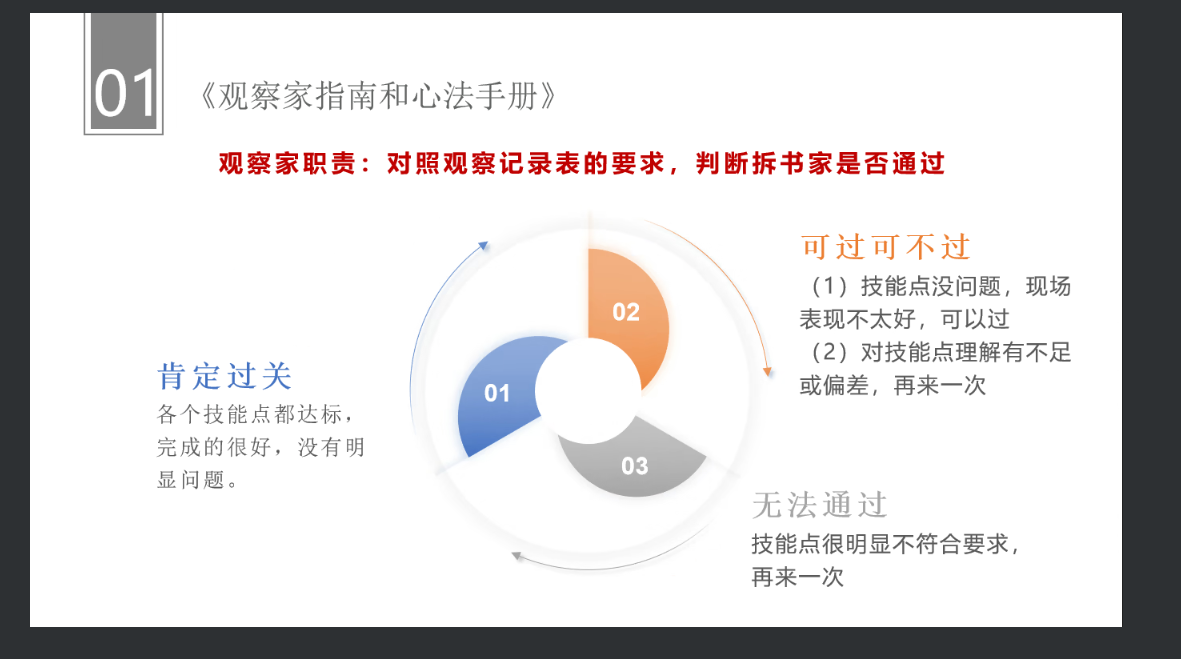 01
《观察家指南和心法手册》
观察家职责：对照观察记录表的要求，判断拆书家是否通过
肯定过关
各个技能点都达标，
完成的很好，没有明
显问题。
01
02
03
可过可不过
（1）技能点没问题，现场
表现不太好，可以过
（2）对技能点理解有不足
或偏差，再来一次
无法通过
技能点很明显不符合要求，
再来一次